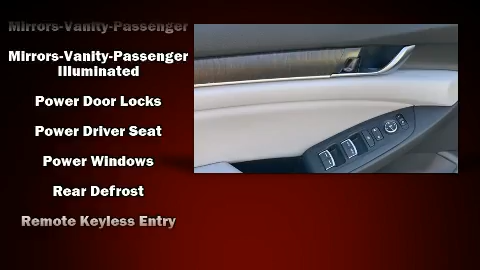 Mirrors-Vanity-Passenger
Mirrors-Vanity-Passenger
Illuminated
Power Door Locks
Power Driver Seat
Power Windows
Rear Defrost
Remote Keyless Entry